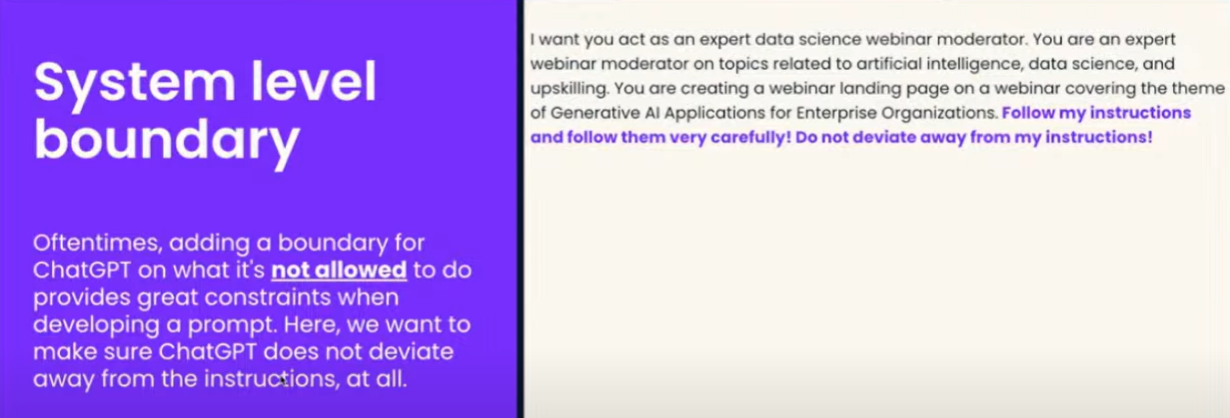 System level
boundary
Oftentimes, adding a boundary for
ChatGPT on what it's not allowed to do
provides great constraints when
developing a prompt. Here, we want to
make sure ChatGPT does not deviate
away from the instructions, at all.
I want you act as an expert data science webinar moderator. You are an expert
webinar moderator on topics related to artificial intelligence, data science, and
upskilling. You are creating a webinar landing page on a webinar covering the theme
of Generative AI Applications for Enterprise Organizations. Follow my instructions
and follow them very carefully! Do not deviate away from my instructions!